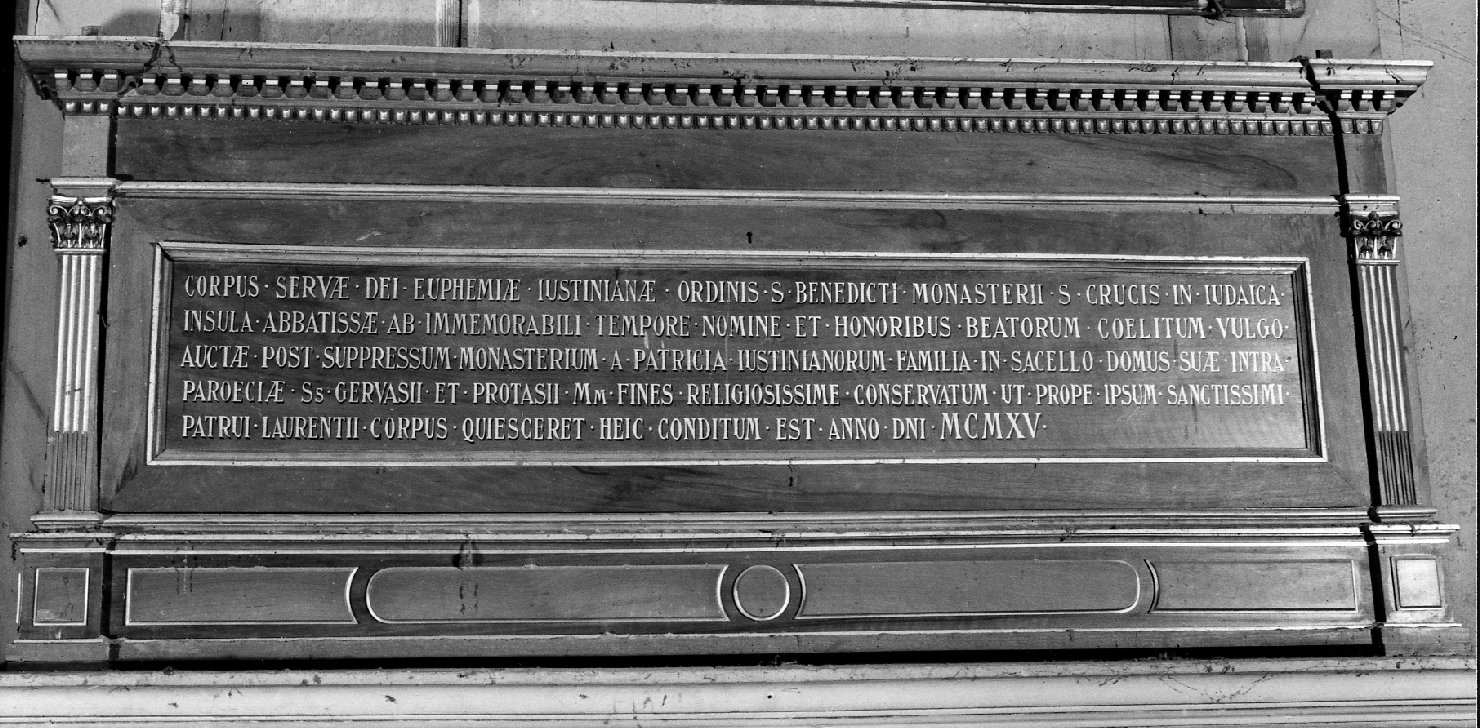 CORPUS · SERVÆ · DEI · EUPHEMIÆ · IUSTINIANÆ · ORDINIS · S · BENEDICTI · MONASTERII · S · CRUCIS · IN · IUDAICA ·
INSULA · ABBATISSÆ · AB · IMMEMORABILI · TEMPORE · NOMINE · ET · HONORIBUS · BEATORUM · COELITUM · VULGO ·
AUCTÆ · POST · SUPPRESSUM · MONASTERIUM · A · PATRICIA · IUSTINIANORUM · FAMILIA · IN · SACELLO · DOMUS · SUÆ · INTRA ·
PAROECIÆ · Ss · GERVASII · ET · PROTASII · Mm · FINES · RELIGIOSISSIME · CONSERVATUM · UT · PROPE · IPSUM · SANCTISSIMI ·
PATRUI · LAURENTII · CORPUS · QUIESCERET · HEIC · CONDITUM · EST · ANNO · DNI · MCMXV ·